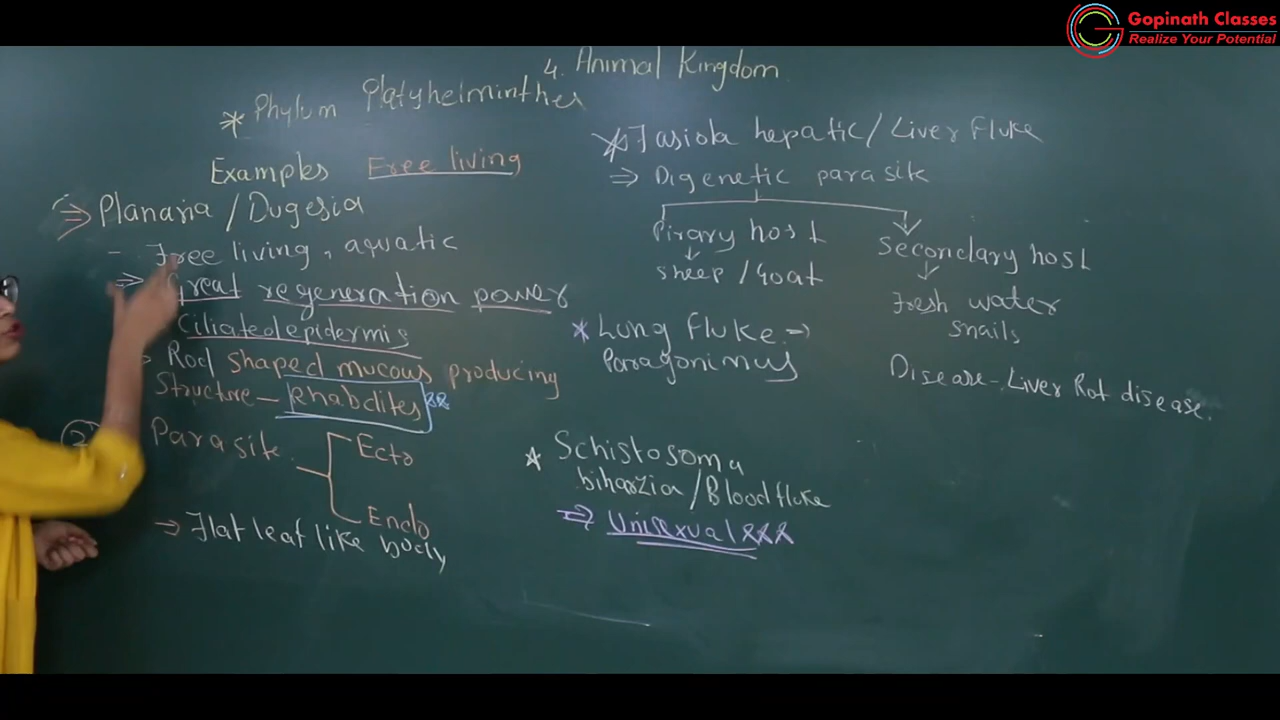 Gopinath Classes
Realize Your Potential
4. Animal Kingdom
* Phylum Platyhelminthes
Examples Free living
⇒ Planaria / Dugesia
- Free living, aquatic
⇒ Great regeneration power
Ciliated epidermis
Rod shaped mucous producing
Structure - Rhabdites
2 Parasite
Ecto
Endo
→ Flat leaf like body
* Fasiola hepatic / Liver Fluke
⇒ Digenetic parasite
Pirary host
sheep / Goat
Secondary host
Fresh water
snails
* Lung fluke →
Paragonimus
Disease - Liver Rot disease.
* Schistosoma
biharzia / Blood fluke
⇒ Unisexual